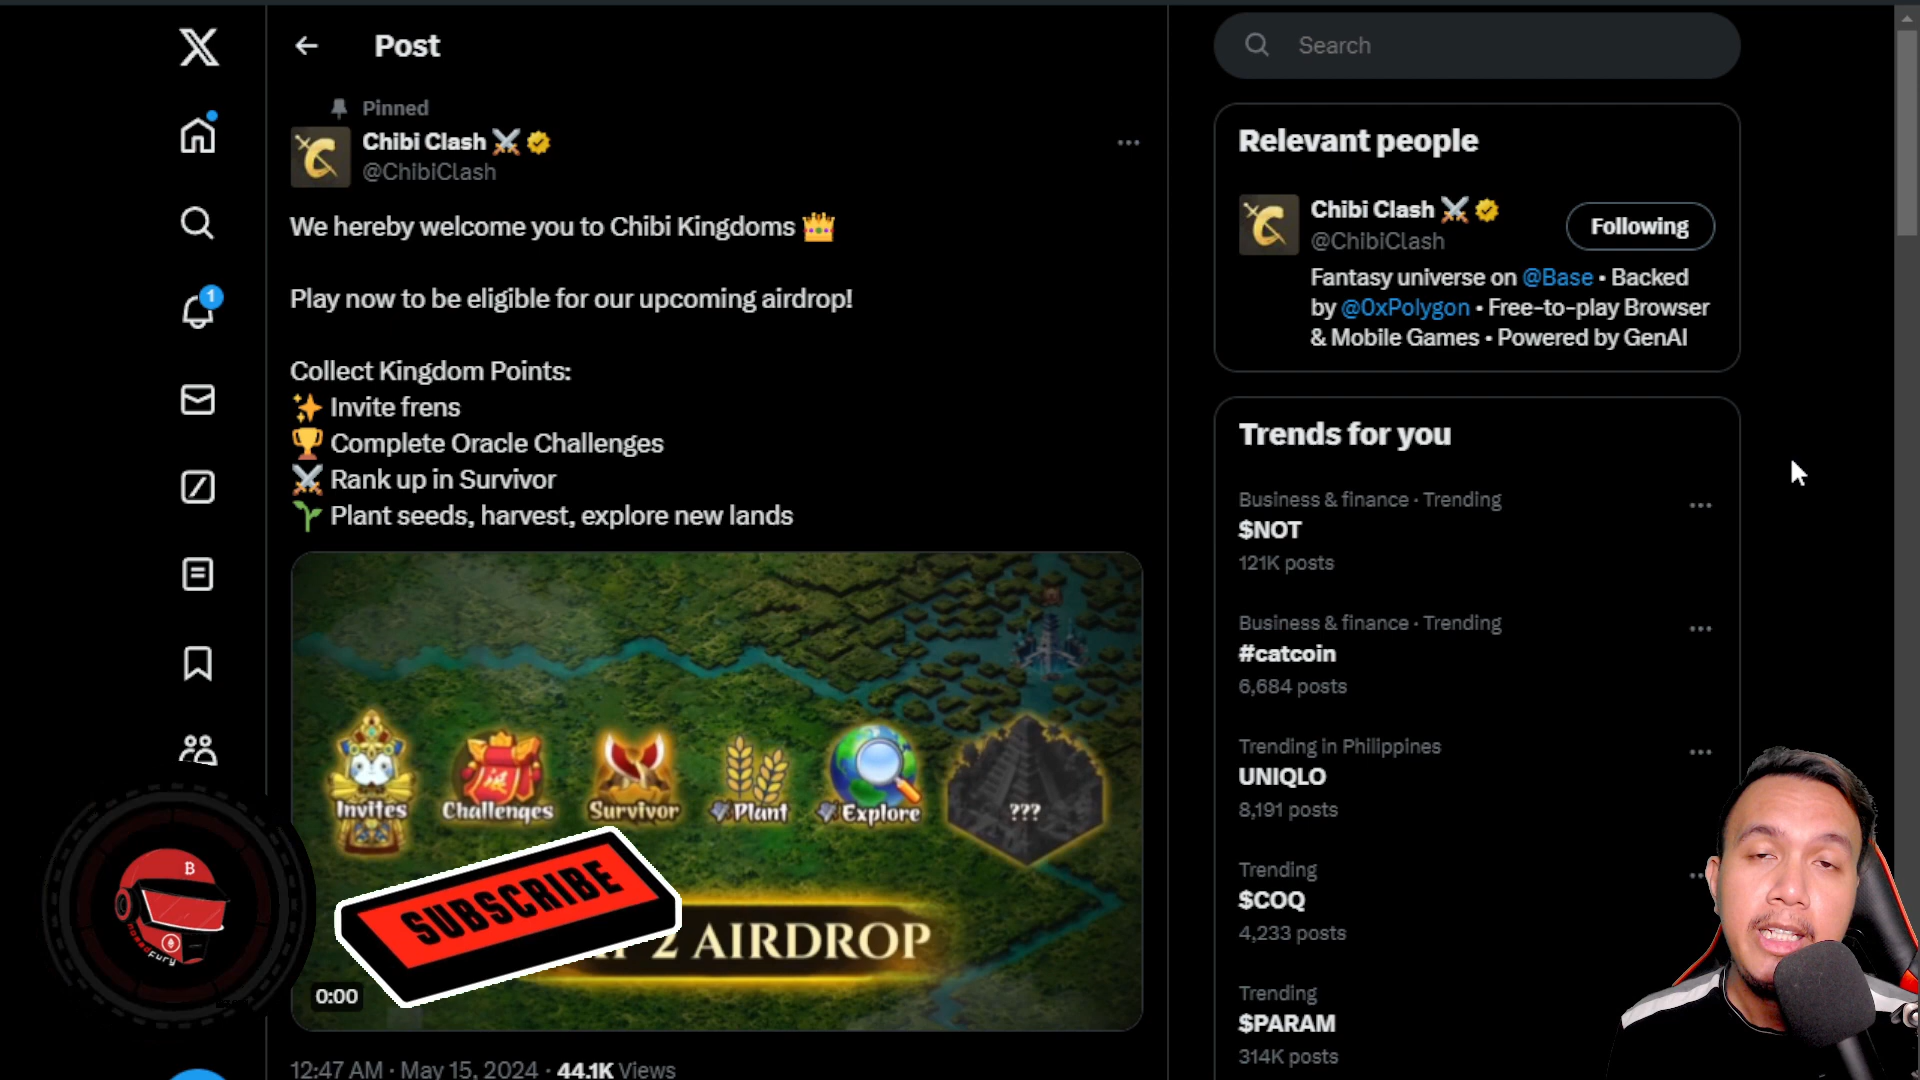 Post
Search
Pinned
Chibi Clash ⚔️
@ChibiClash
We hereby welcome you to Chibi Kingdoms 👑
Play now to be eligible for our upcoming airdrop!
Collect Kingdom Points:
✨ Invite frens
🏆 Complete Oracle Challenges
⚔️ Rank up in Survivor
🌱 Plant seeds, harvest, explore new lands
Invites
Challenges
Survivor
Plant
Explore
???
SUBSCRIBE
2 AIRDROP
0:00
12:47 AM · May 15, 2024 · 44.1K Views
1
B
Fury
Relevant people
Chibi Clash ⚔️
@ChibiClash
Following
Fantasy universe on @Base • Backed
by @0xPolygon • Free-to-play Browser
& Mobile Games • Powered by GenAI
Trends for you
Business & finance · Trending
$NOT
121K posts
Business & finance · Trending
#catcoin
6,684 posts
Trending in Philippines
UNIQLO
8,191 posts
Trending
$COQ
4,233 posts
Trending
$PARAM
314K posts